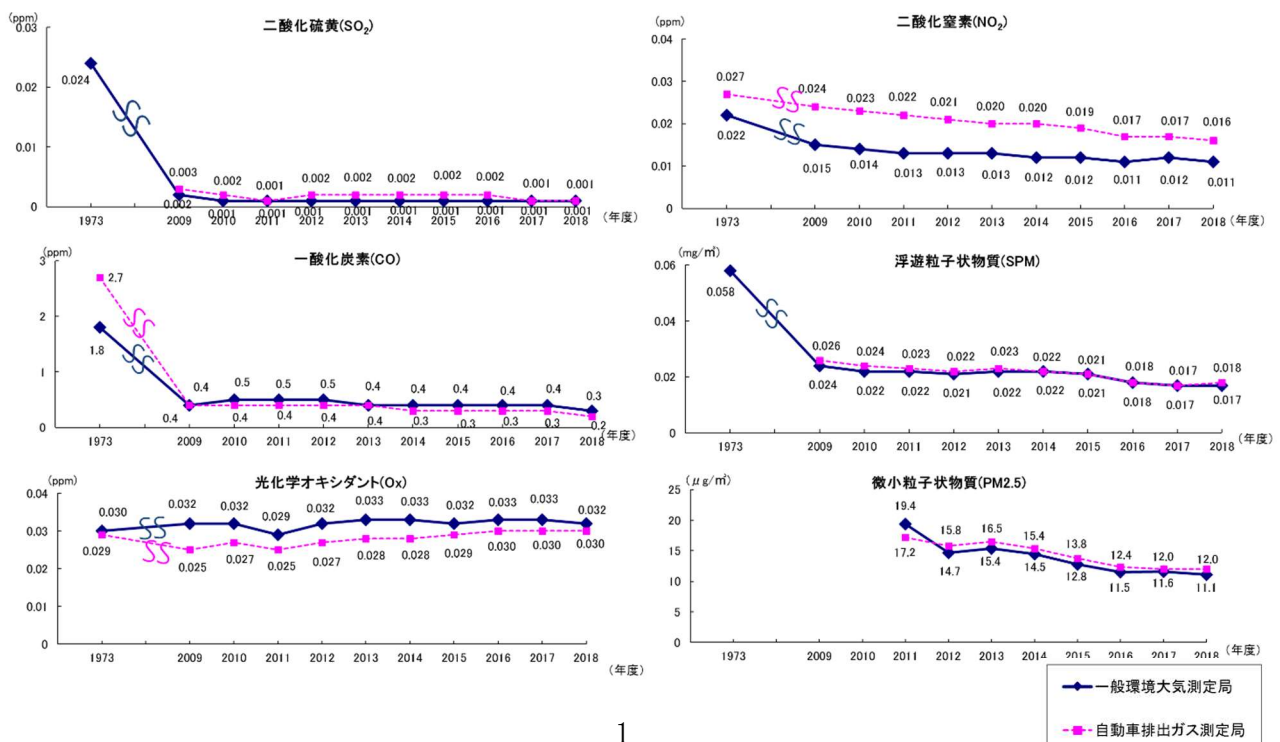 二酸化硫黄(SO₂)
(ppm)
0.03
0.02
0.01
0
0.024
0.003 0.002 0.001 0.002 0.002 0.002 0.002 0.002 0.001 0.001
0.002 0.001 0.001 0.001 0.001 0.001 0.001 0.001 0.001 0.001
1973 2009 2010 2011 2012 2013 2014 2015 2016 2017 2018 (年度)
二酸化窒素(NO₂)
(ppm)
0.04
0.03
0.02
0.01
0
0.027 0.024 0.023 0.022 0.021 0.020 0.020 0.019 0.017 0.017 0.016
0.022 0.015 0.014 0.013 0.013 0.013 0.012 0.012 0.011 0.012 0.011
1973 2009 2010 2011 2012 2013 2014 2015 2016 2017 2018 (年度)
一酸化炭素(CO)
(ppm)
3
2
1
0
2.7
1.8
0.4 0.5 0.5 0.5 0.4 0.4 0.4 0.4 0.4 0.3
0.4 0.4 0.4 0.4 0.4 0.3 0.3 0.3 0.3 0.2
1973 2009 2010 2011 2012 2013 2014 2015 2016 2017 2018 (年度)
浮遊粒子状物質(SPM)
(mg/㎥)
0.06
0.04
0.02
0
0.058
0.026 0.024 0.023 0.022 0.023 0.022 0.021 0.018 0.017 0.018
0.024 0.022 0.022 0.021 0.022 0.022 0.021 0.018 0.017 0.017
1973 2009 2010 2011 2012 2013 2014 2015 2016 2017 2018 (年度)
光化学オキシダント(Ox)
(ppm)
0.04
0.03
0.02
0.01
0
0.030 0.032 0.032 0.029 0.032 0.033 0.033 0.032 0.033 0.033 0.032
0.029 0.025 0.027 0.025 0.027 0.028 0.028 0.029 0.030 0.030 0.030
1973 2009 2010 2011 2012 2013 2014 2015 2016 2017 2018 (年度)
微小粒子状物質(PM2.5)
(μg/㎥)
25
20
15
10
5
0
19.4 15.8 16.5 15.4 13.8 12.4 12.0 12.0
17.2 14.7 15.4 14.5 12.8 11.5 11.6 11.1
1973 2009 2010 2011 2012 2013 2014 2015 2016 2017 2018 (年度)
一般環境大気測定局
自動車排出ガス測定局
1